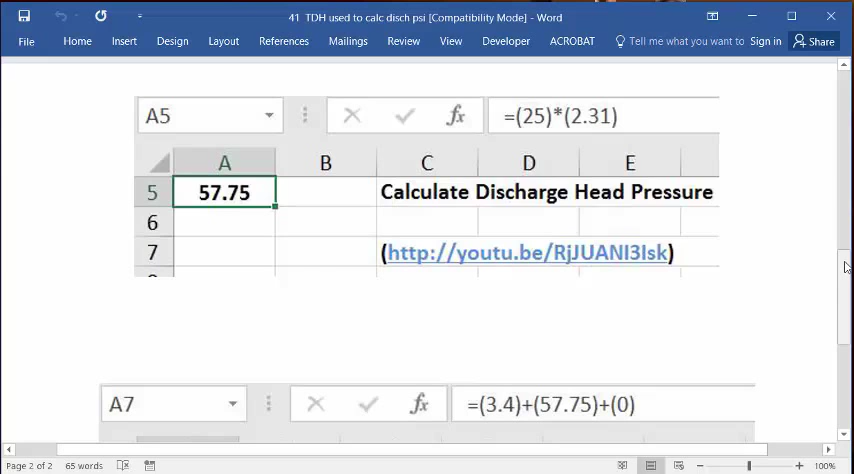 41 TDH used to calc disch psi [Compatibility Mode] - Word
File Home Insert Design Layout References Mailings Review View Developer ACROBAT Tell me what you want to Sign in Share
A5 fx =(25)*(2.31)
A B C D E
5 57.75 Calculate Discharge Head Pressure
6
7 (http://youtu.be/RjJUANI3Isk)
A7 fx =(3.4)+(57.75)+(0)
Page 2 of 2 65 words 100%